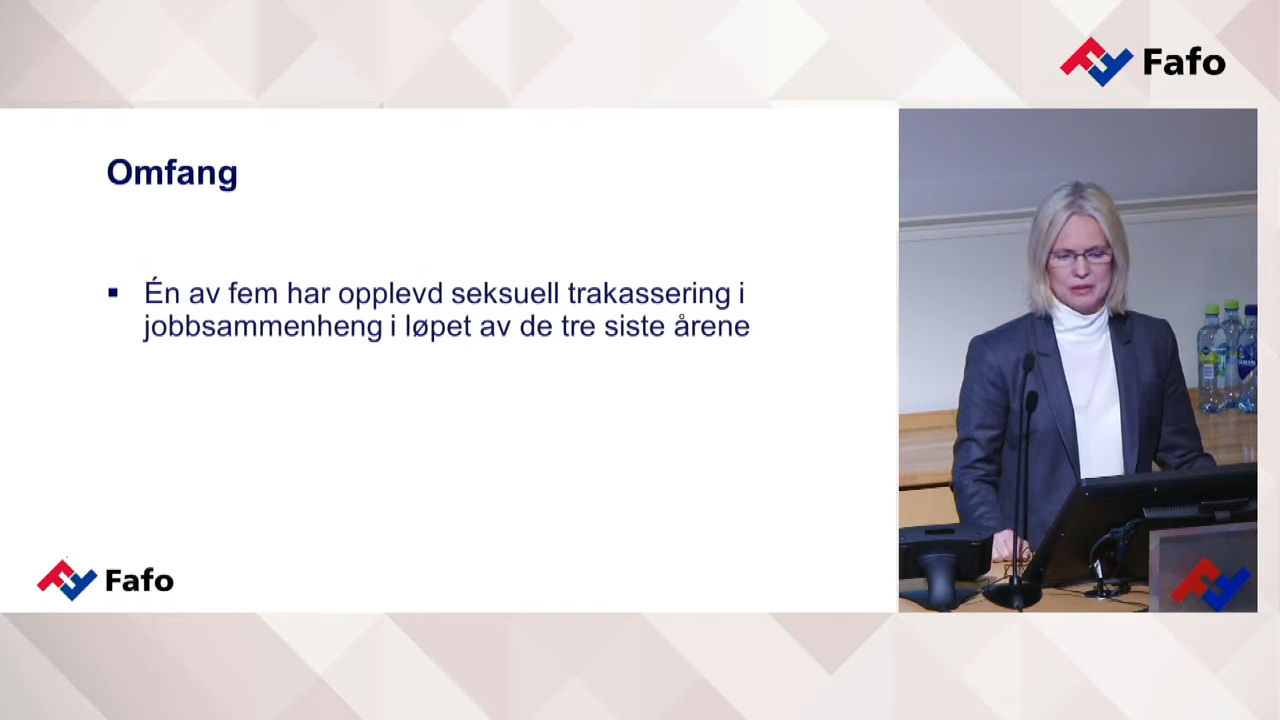 Fafo
Omfang
▪ Én av fem har opplevd seksuell trakassering i
jobbsammenheng i løpet av de tre siste årene
Fafo